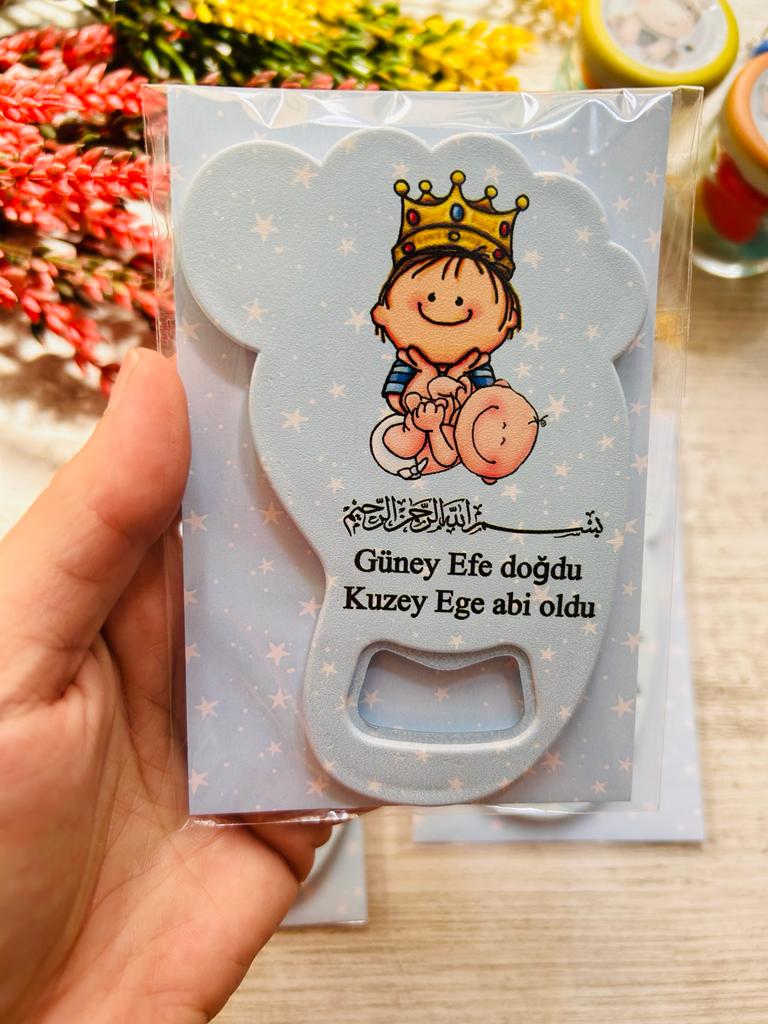 بسم الله الرحمن الرحيم
Güney Efe doğdu
Kuzey Ege abi oldu